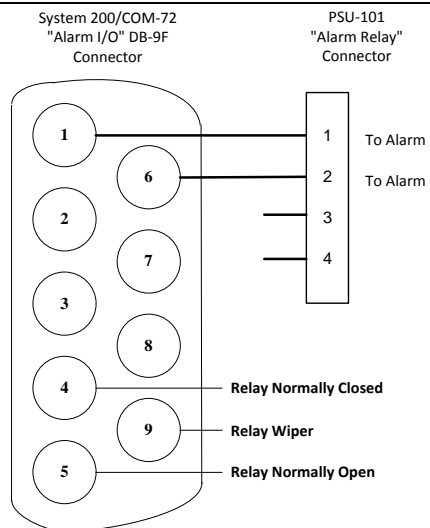 System 200/COM-72
"Alarm I/O" DB-9F
Connector
PSU-101
"Alarm Relay"
Connector
1
6
2
7
3
8
4
9
5
1
To Alarm
2
To Alarm
3
4
Relay Normally Closed
Relay Wiper
Relay Normally Open